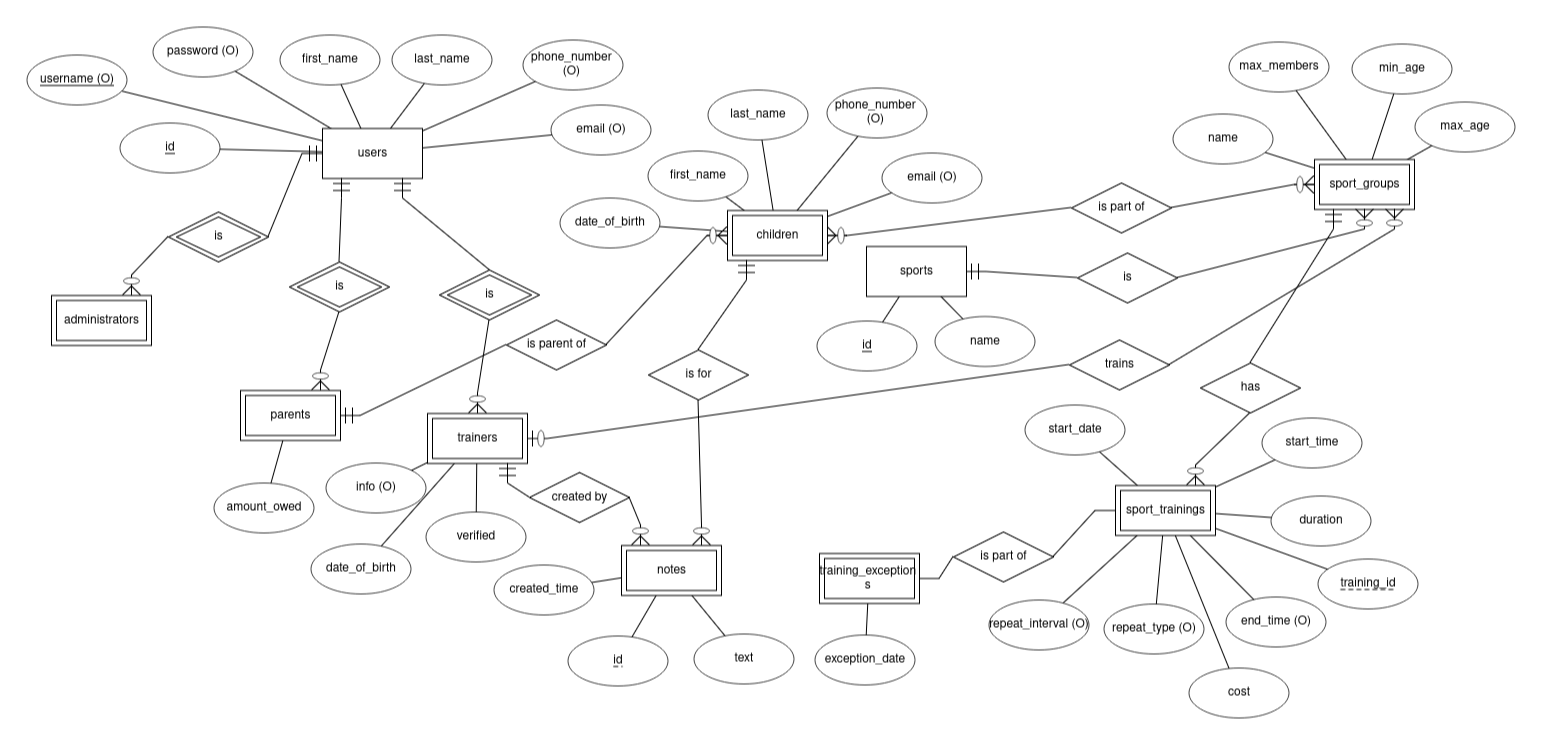 password (O)
first_name
last_name
phone_number
(O)
username (O)
email (O)
id
users
is
administrators
is
is
parents
amount_owed
trainers
info (O)
date_of_birth
verified
is parent of
created by
created_time
notes
id
text
is for
last_name
phone_number
(O)
first_name
email (O)
date_of_birth
children
sports
id
name
is part of
is
trains
max_members
min_age
name
max_age
sport_groups
has
start_date
start_time
sport_trainings
duration
training_id
end_time (O)
repeat_type (O)
repeat_interval (O)
cost
is part of
training_exception
s
exception_date